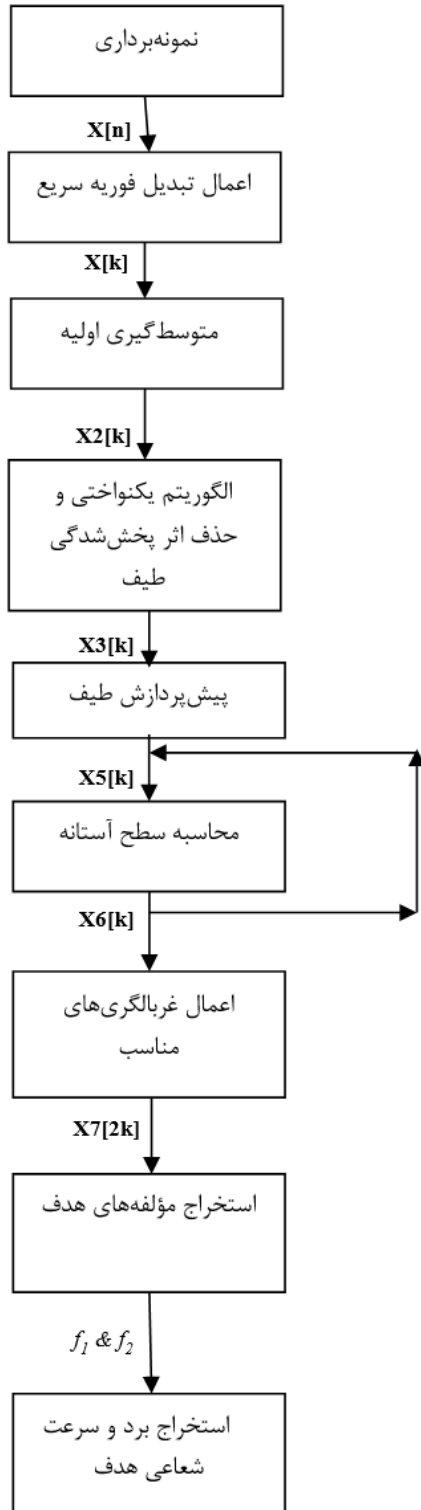 نمونه‌برداری
X[n]
اعمال تبدیل فوریه سریع
X[k]
متوسط‌گیری اولیه
X2[k]
الگوریتم یکنواختی و
حذف اثر پخش‌شدگی
طیف
X3[k]
پیش‌پردازش طیف
X5[k]
محاسبه سطح آستانه
X6[k]
اعمال غربالگری‌های
مناسب
X7[2k]
استخراج مؤلفه‌های هدف
f₁ & f₂
استخراج برد و سرعت
شعاعی هدف